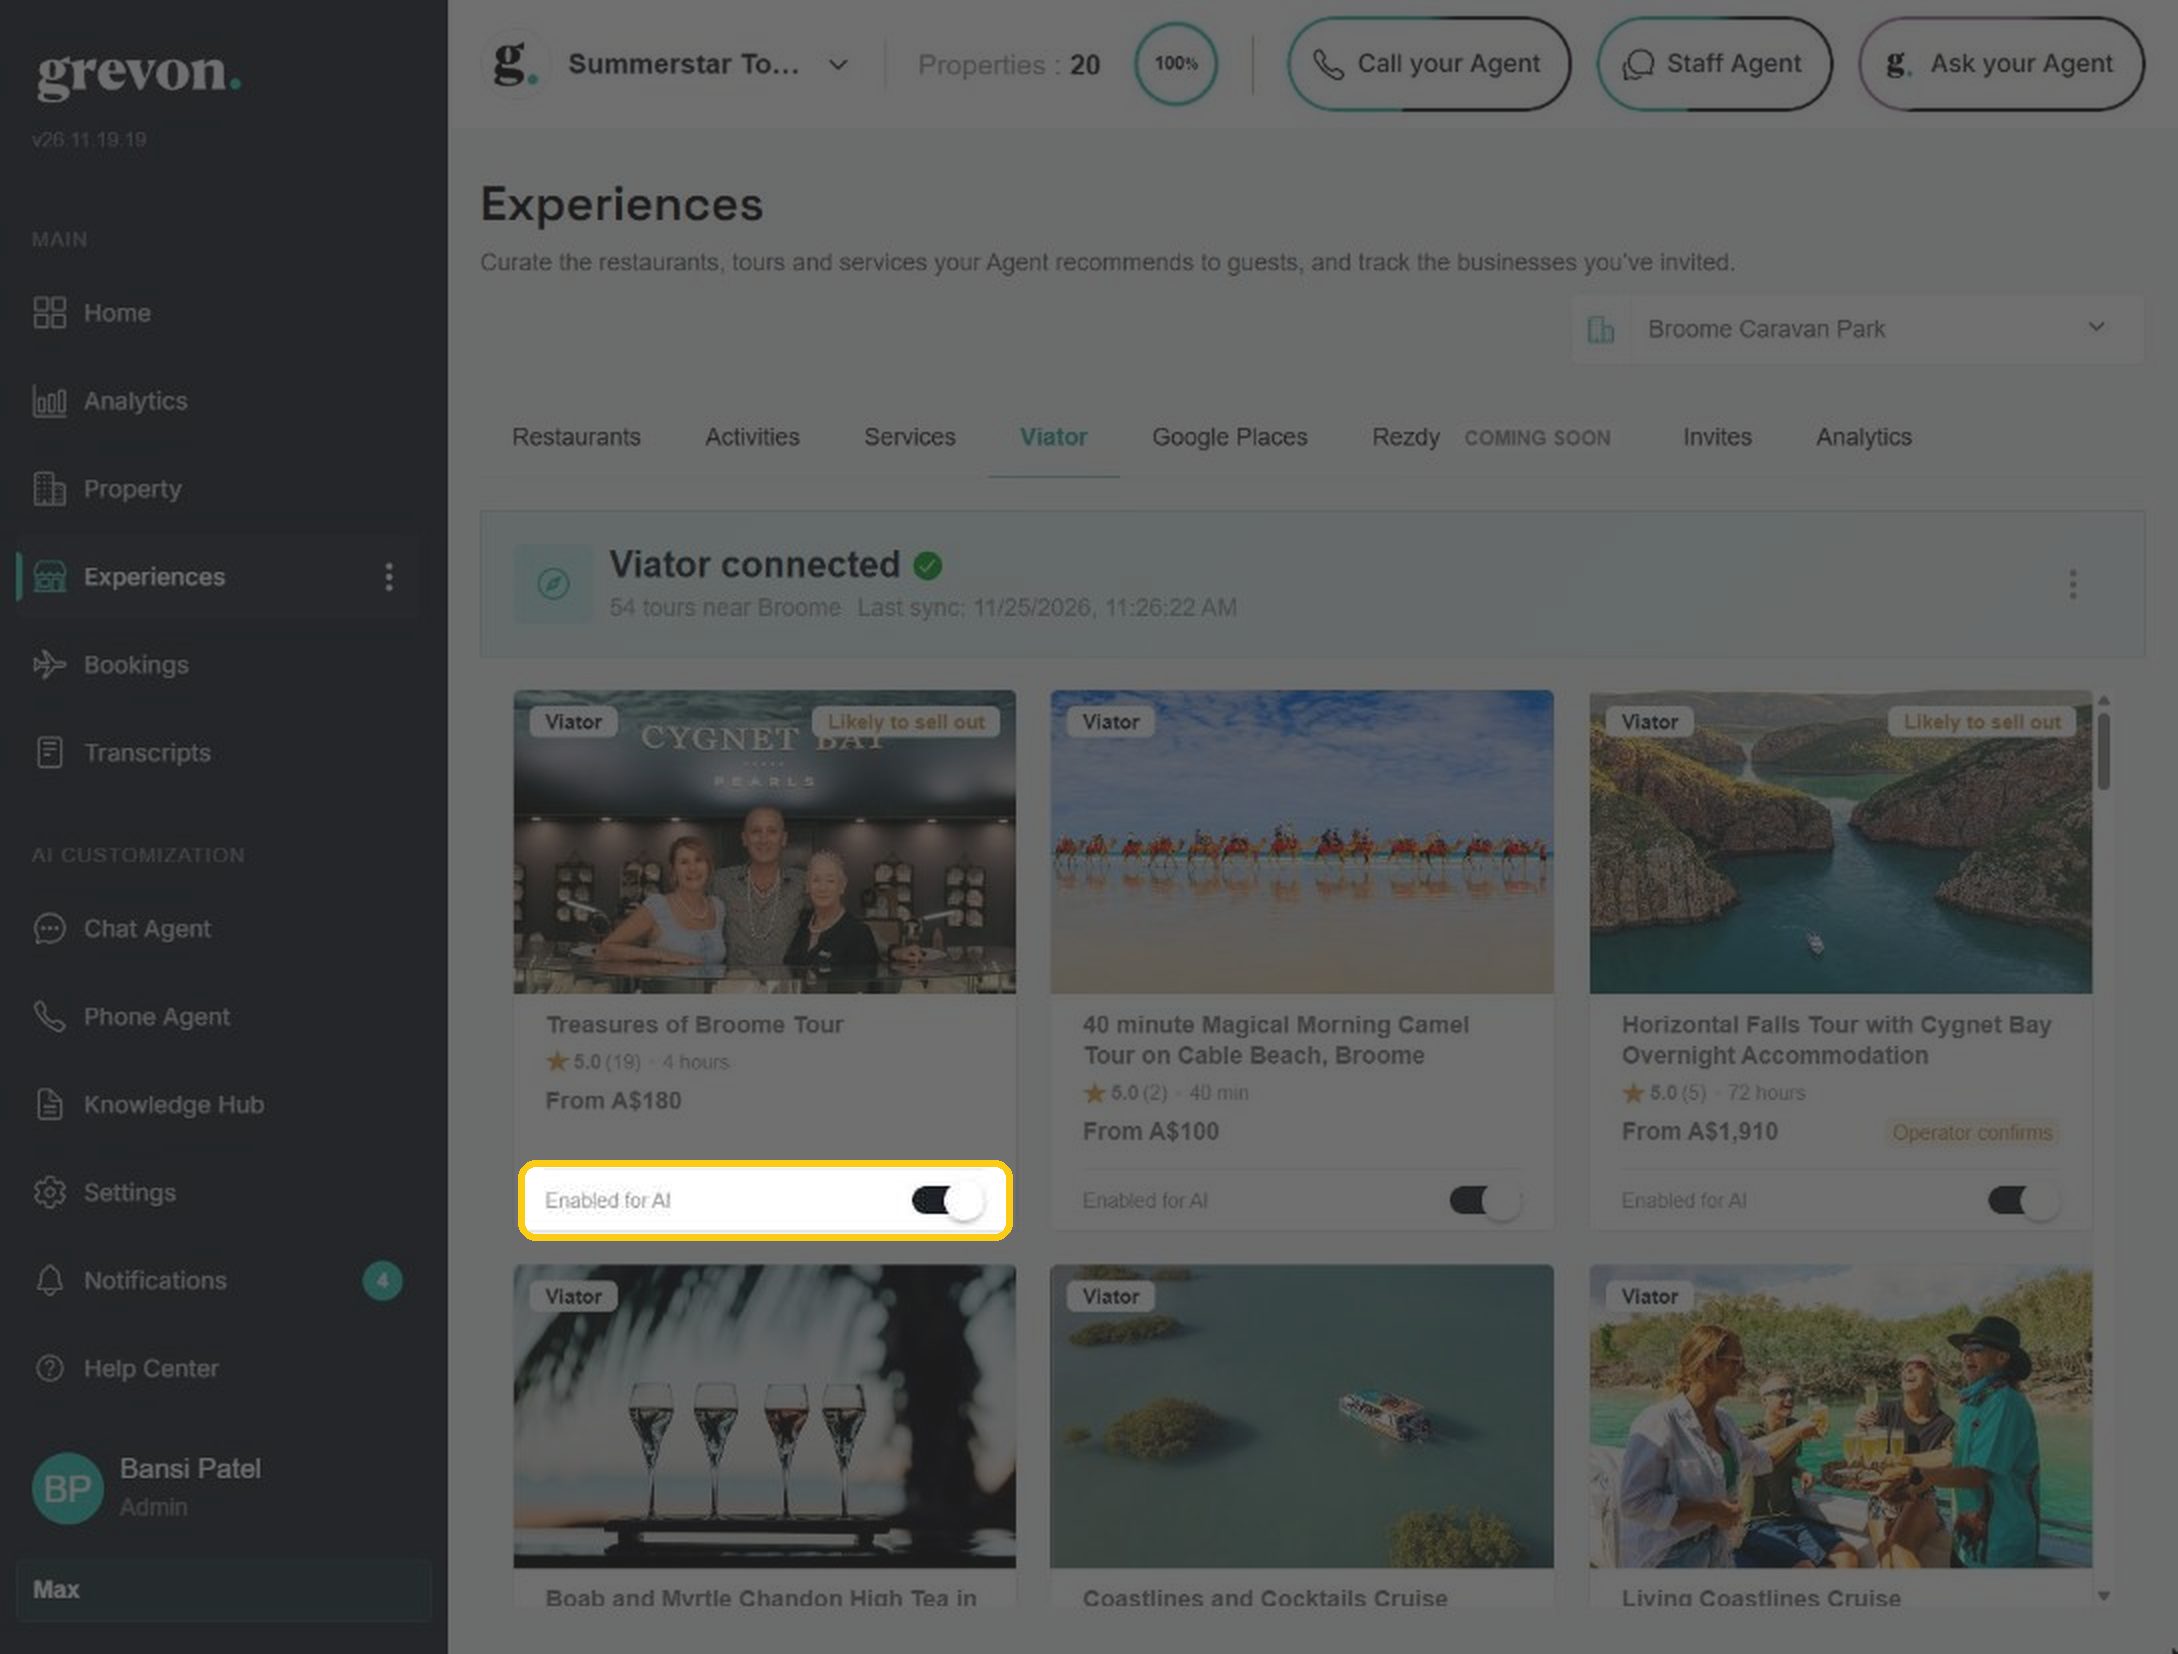 grevon.
v26.11.19.19
MAIN
Home
Analytics
Property
Experiences
Bookings
Transcripts
AI CUSTOMIZATION
Chat Agent
Phone Agent
Knowledge Hub
Settings
Notifications 4
Help Center
BP Bansi Patel
Admin
Max
g. Summerstar To... Properties : 20 100% Call your Agent Staff Agent g. Ask your Agent
Experiences
Curate the restaurants, tours and services your Agent recommends to guests, and track the businesses you've invited.
Broome Caravan Park
Restaurants Activities Services Viator Google Places Rezdy COMING SOON Invites Analytics
Viator connected
54 tours near Broome Last sync: 11/25/2026, 11:26:22 AM
Viator Likely to sell out
CYGNET BAY
PEARLS
Treasures of Broome Tour
5.0 (19) · 4 hours
From A$180
Enabled for AI
Viator
40 minute Magical Morning Camel
Tour on Cable Beach, Broome
5.0 (2) · 40 min
From A$100
Enabled for AI
Viator Likely to sell out
Horizontal Falls Tour with Cygnet Bay
Overnight Accommodation
5.0 (5) · 72 hours
From A$1,910 Operator confirms
Enabled for AI
Viator
Boab and Myrtle Chandon High Tea in
Viator
Coastlines and Cocktails Cruise
Viator
Living Coastlines Cruise